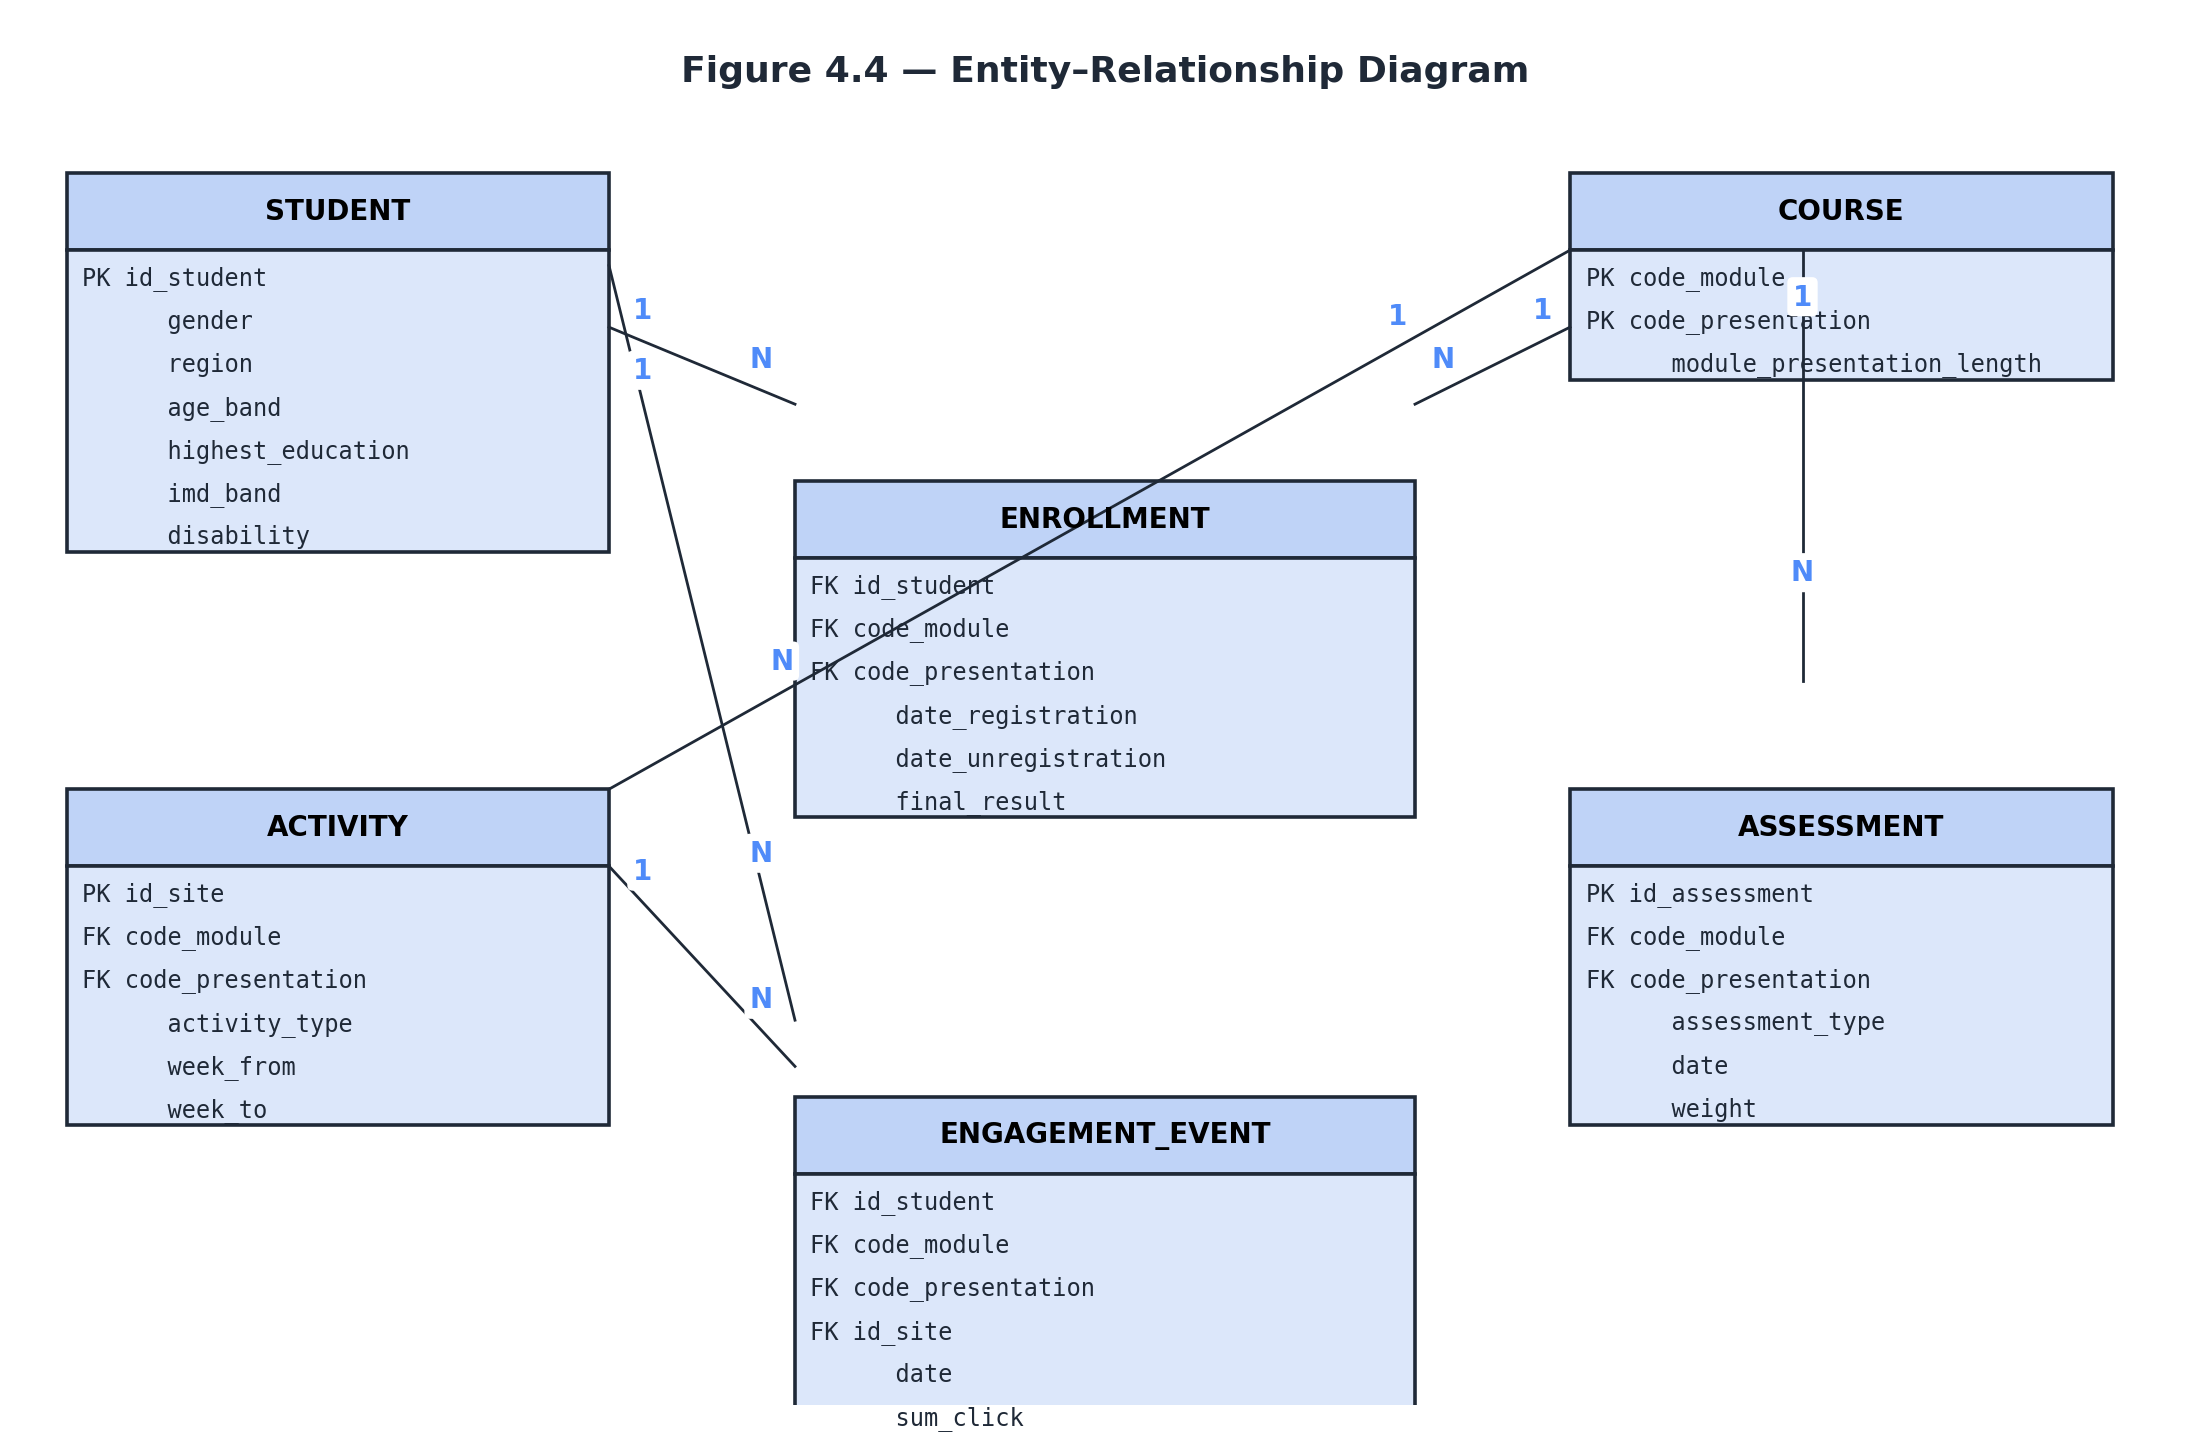 Figure 4.4 — Entity–Relationship Diagram
STUDENT
PK id_student
gender
region
age_band
highest_education
imd_band
disability
COURSE
PK code_module
PK code_presentation
module_presentation_length
1
N
1
N
1
N
1
N
1
N
1
N
ENROLLMENT
FK id_student
FK code_module
FK code_presentation
date_registration
date_unregistration
final_result
ACTIVITY
PK id_site
FK code_module
FK code_presentation
activity_type
week_from
week_to
ASSESSMENT
PK id_assessment
FK code_module
FK code_presentation
assessment_type
date
weight
ENGAGEMENT_EVENT
FK id_student
FK code_module
FK code_presentation
FK id_site
date
sum_click